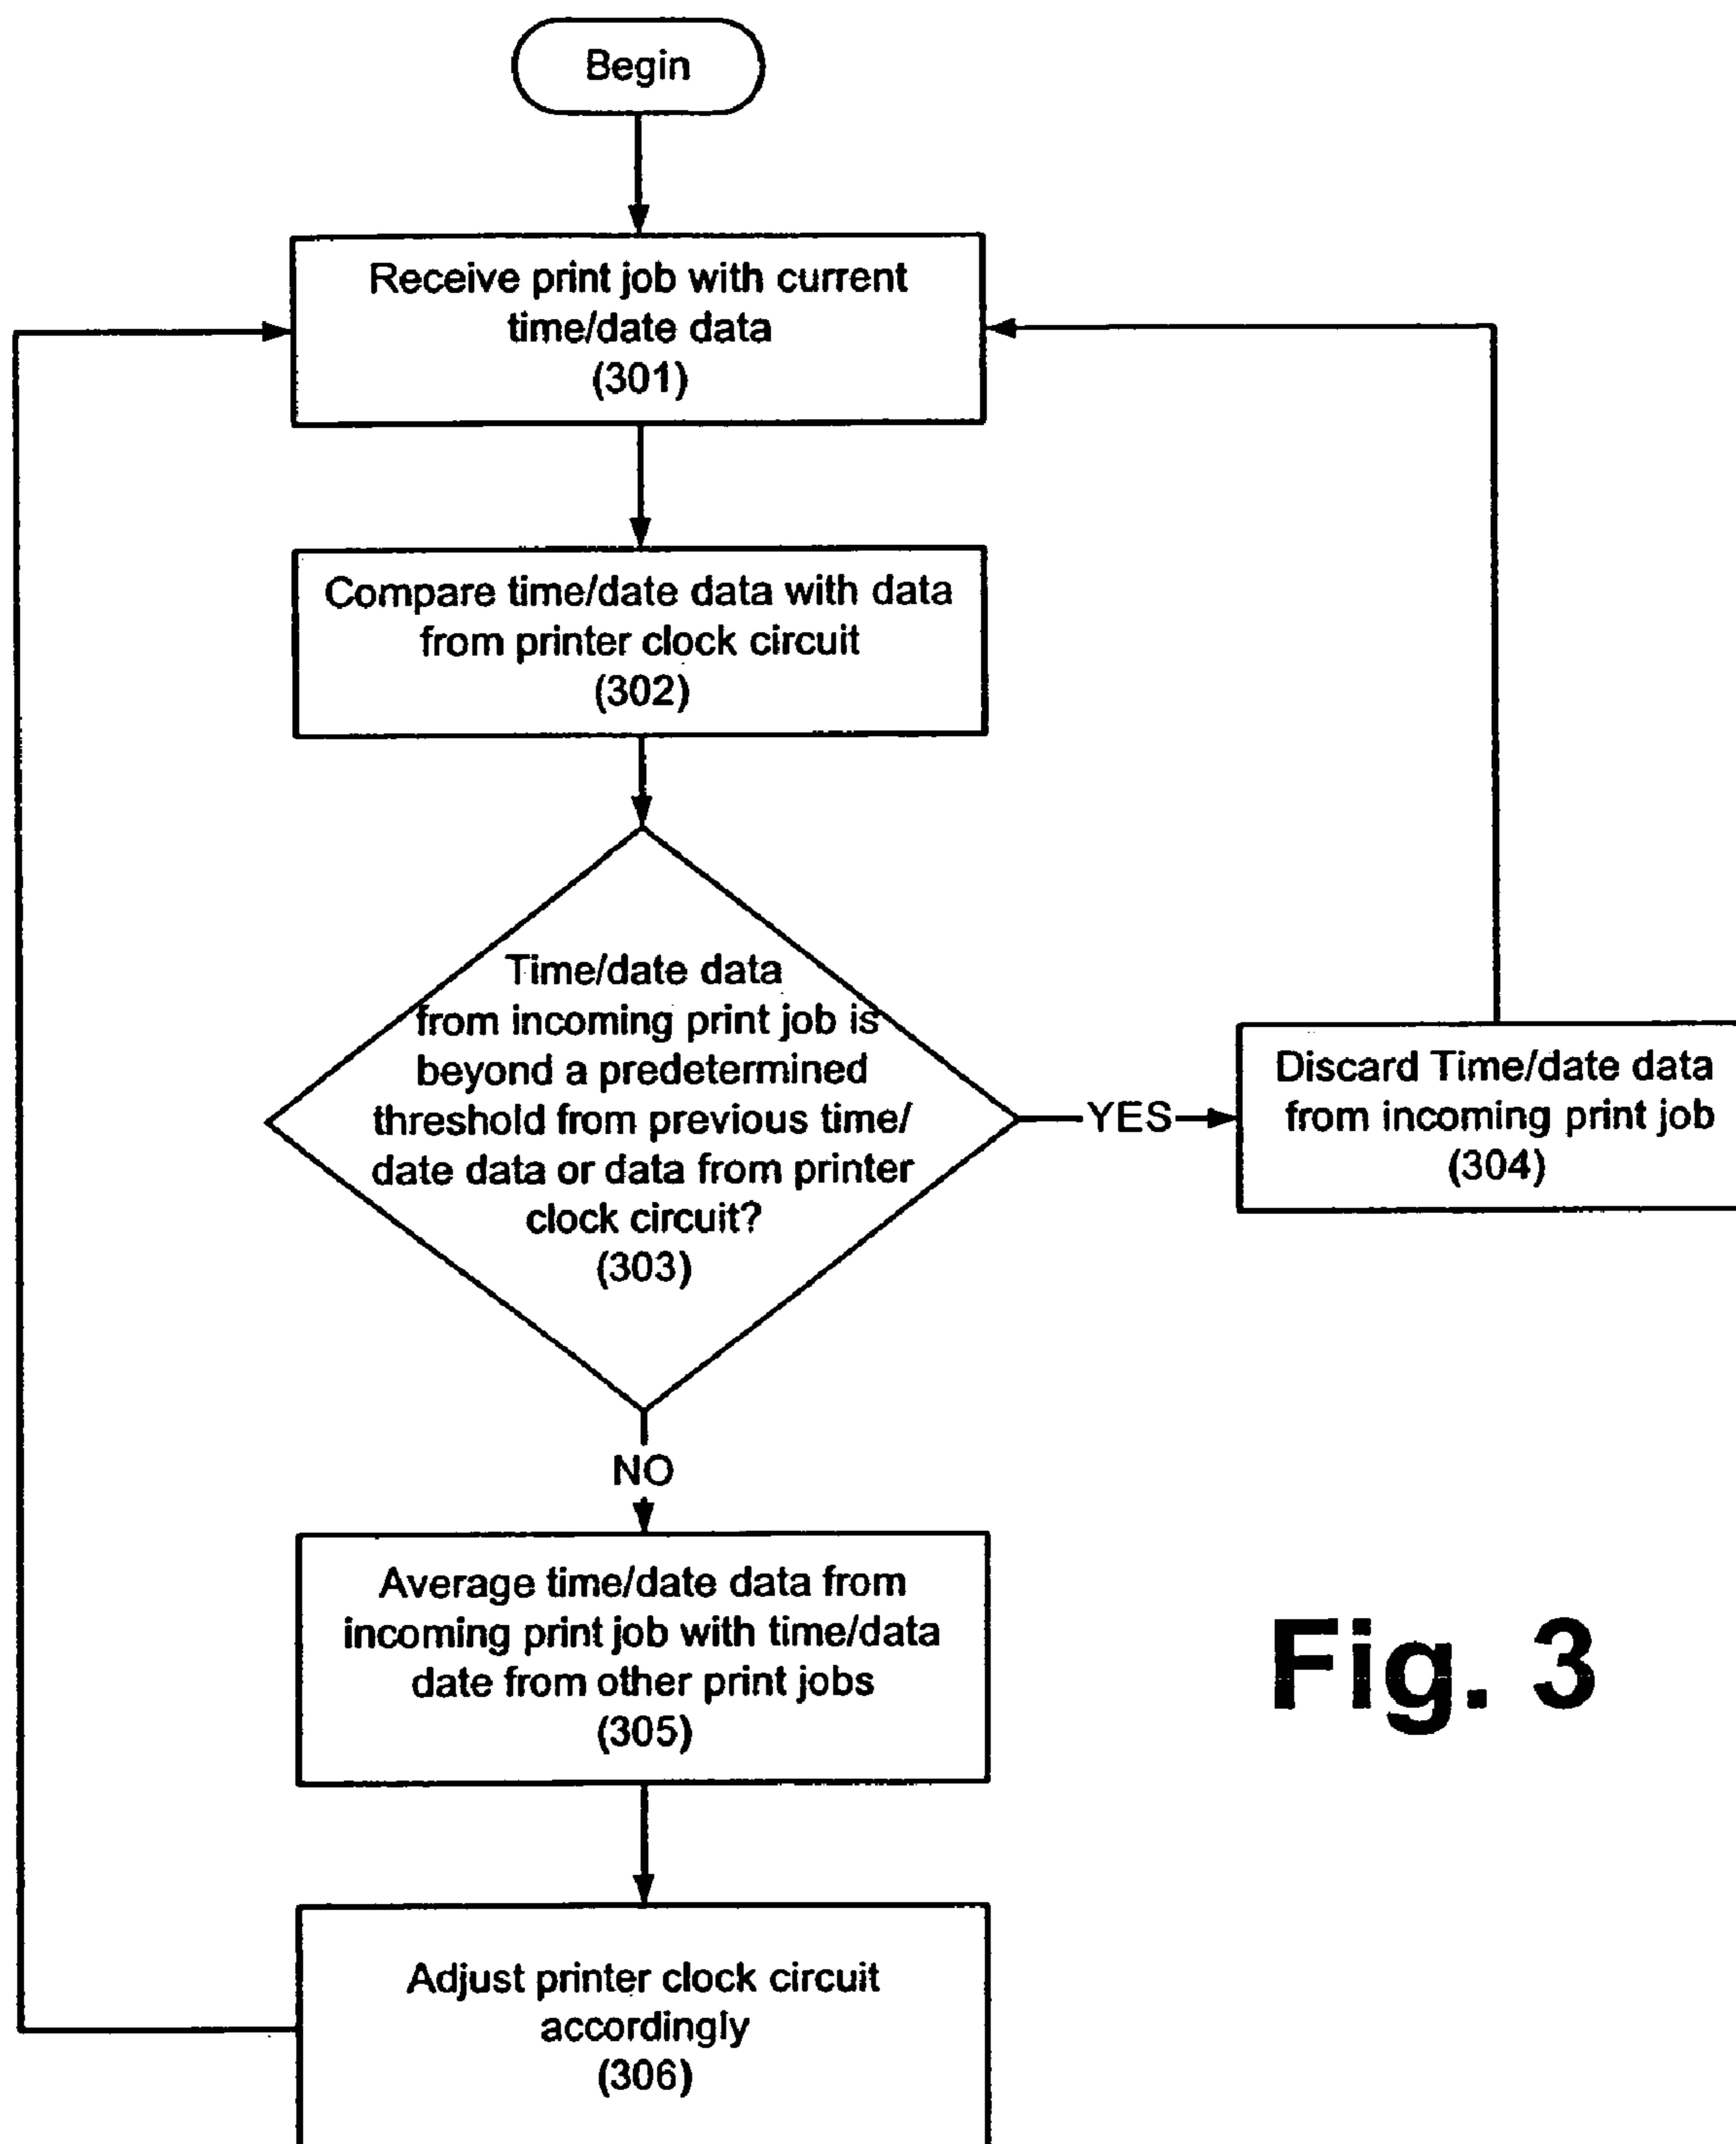 Begin
Receive print job with current
time/date data
(301)
Compare time/date data with data
from printer clock circuit
(302)
Time/date data
from incoming print job is
beyond a predetermined
threshold from previous time/
date data or data from printer
clock circuit?
(303)
YES
Discard Time/date data
from incoming print job
(304)
NO
Average time/date data from
incoming print job with time/data
date from other print jobs
(305)
Adjust printer clock circuit
accordingly
(306)
Fig. 3